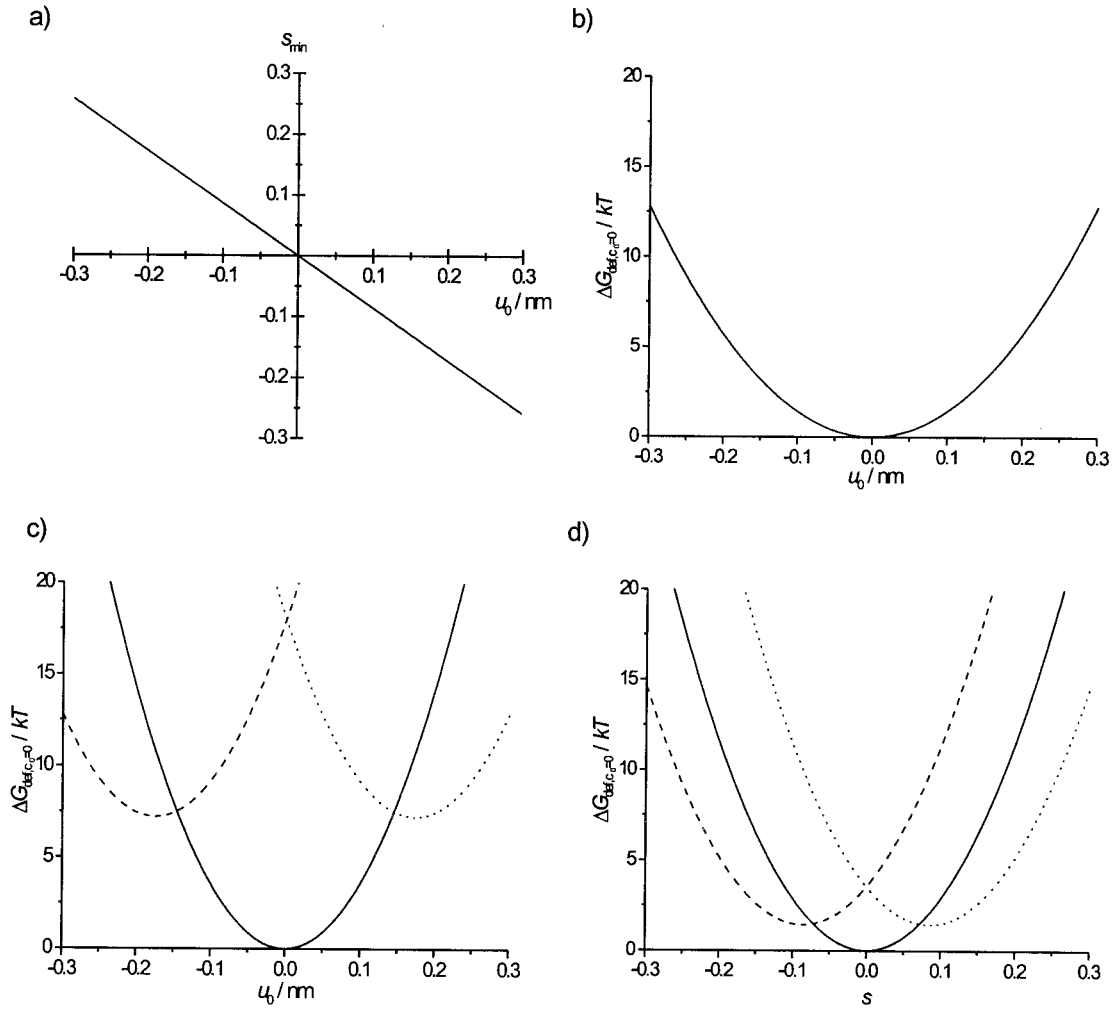 a)
s_min
0.3
0.2
0.1
-0.3 -0.2 -0.1 0.1 0.2 0.3
u_0 / nm
-0.1
-0.2
-0.3
b)
20
15
10
5
0
ΔG_def,c_0=0 / kT
-0.3 -0.2 -0.1 0.0 0.1 0.2 0.3
u_0 / nm
c)
20
15
10
5
0
ΔG_def,c_0=0 / kT
-0.3 -0.2 -0.1 0.0 0.1 0.2 0.3
u_0 / nm
d)
20
15
10
5
0
ΔG_def,c_0=0 / kT
-0.3 -0.2 -0.1 0.0 0.1 0.2 0.3
s